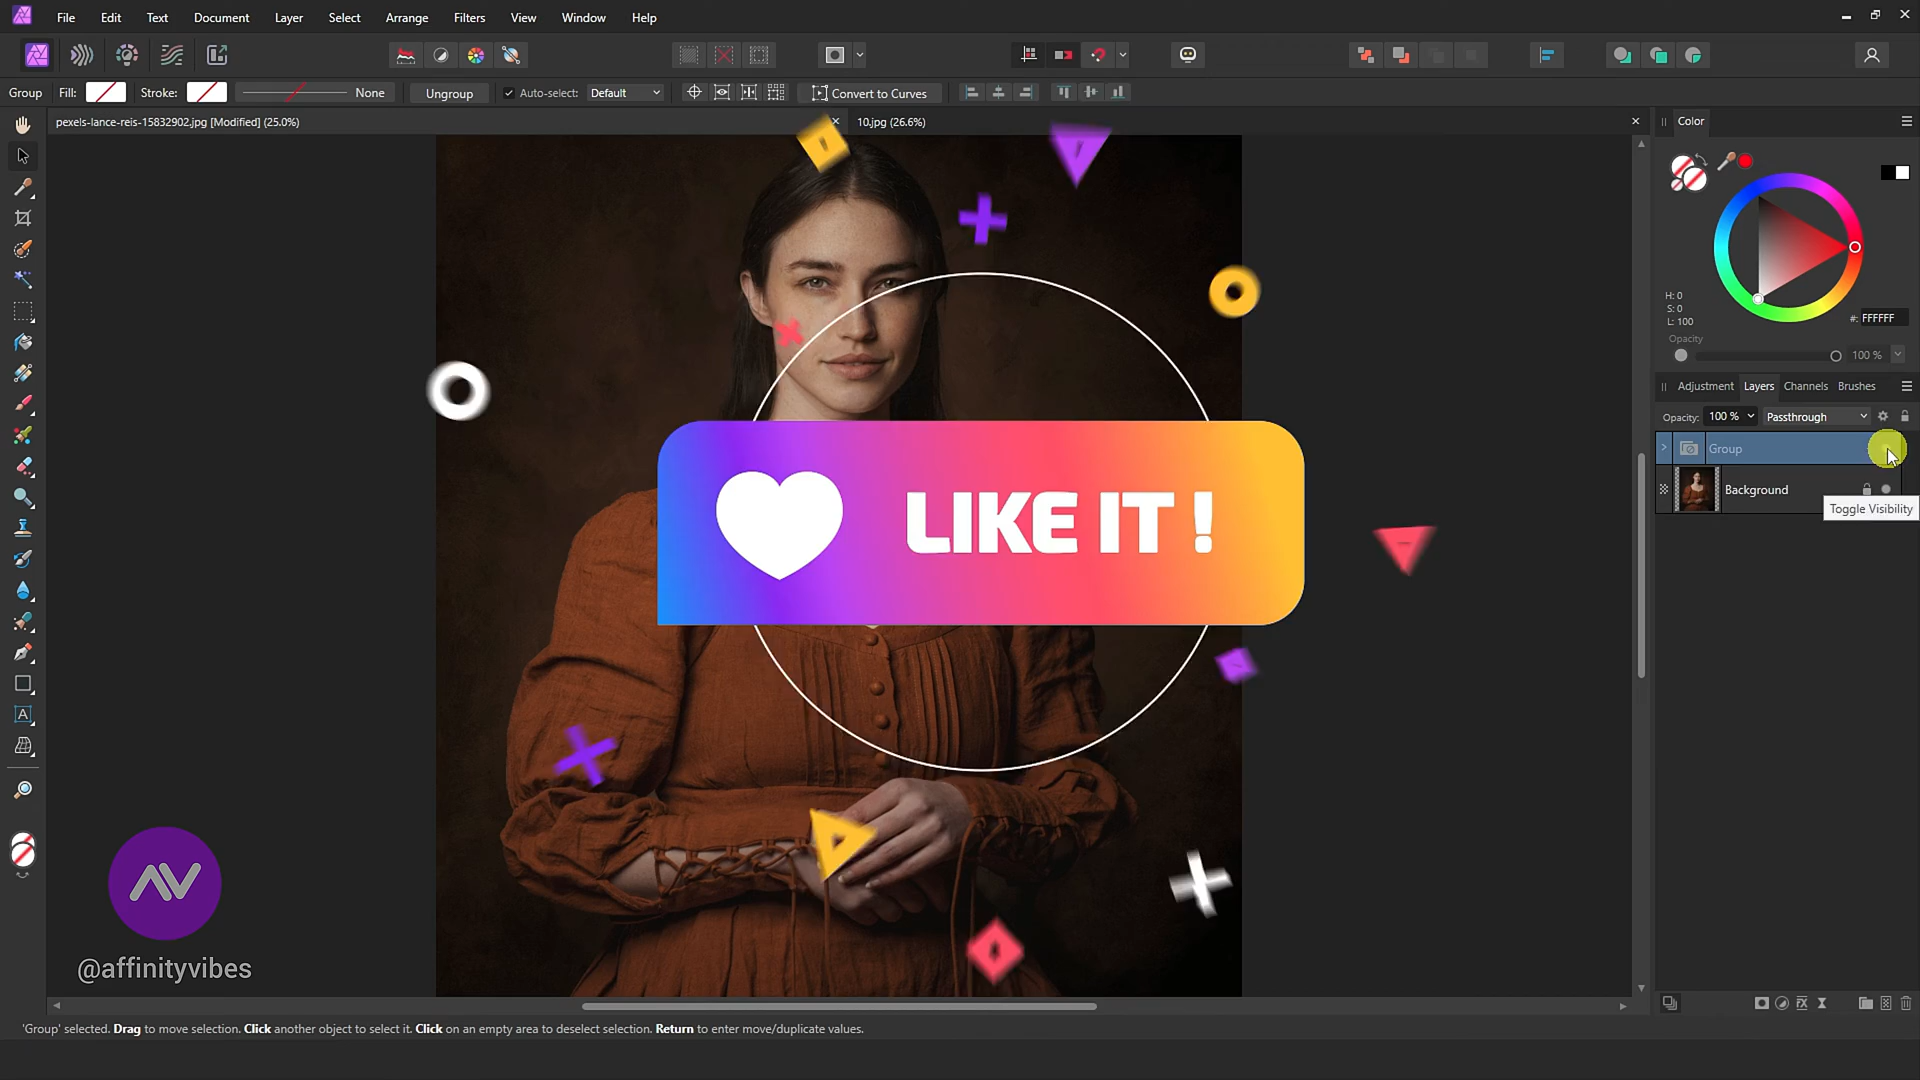 File Edit Text Document Layer Select Arrange Filters View Window Help
Group Fill: Stroke: None Ungroup Auto-select: Default Convert to Curves
pexels-lance-reis-15832902.jpg [Modified] (25.0%)
10.jpg (26.6%)
Color
H: 0
S: 0
L: 100
#: FFFFFF
Opacity
100 %
Adjustment Layers Channels Brushes
Opacity: 100 % Passthrough
Group
Background
Toggle Visibility
LIKE IT !
@affinityvibes
'Group' selected. Drag to move selection. Click another object to select it. Click on an empty area to deselect selection. Return to enter move/duplicate values.